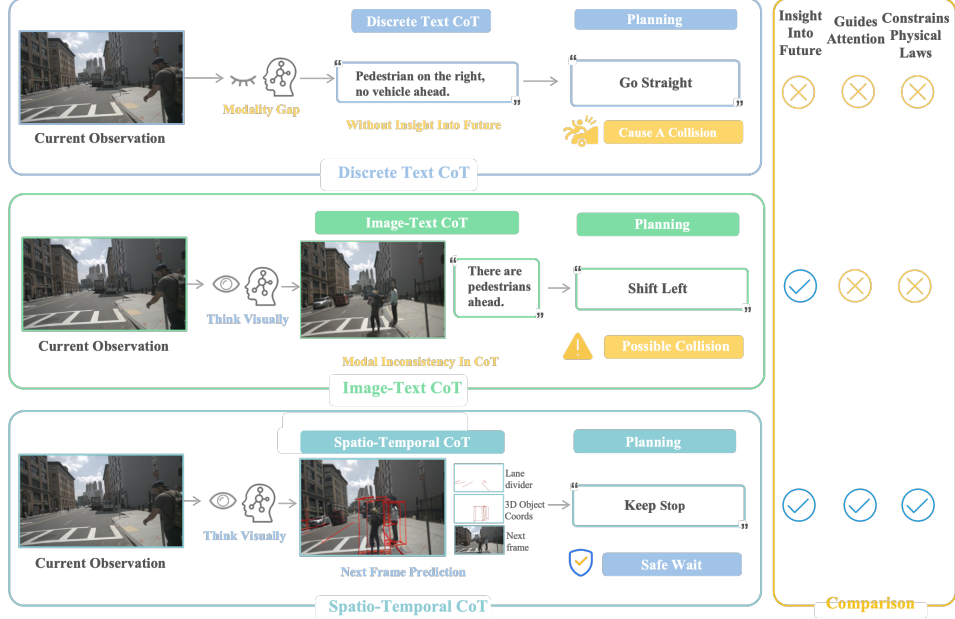 Discrete Text CoT
Planning
Current Observation
Modality Gap
“ Pedestrian on the right,
no vehicle ahead. ”
Without Insight Into Future
“ Go Straight ”
Cause A Collision
Discrete Text CoT
Image-Text CoT
Planning
Current Observation
Think Visually
“ There are
pedestrians
ahead. ”
Modal Inconsistency In CoT
“ Shift Left ”
Possible Collision
Image-Text CoT
Spatio-Temporal CoT
Planning
Current Observation
Think Visually
Lane
divider
3D Object
Coords
Next
frame
Next Frame Prediction
“ Keep Stop ”
Safe Wait
Spatio-Temporal CoT
Insight
Into
Future
Guides
Attention
Constrains
Physical
Laws
Comparison